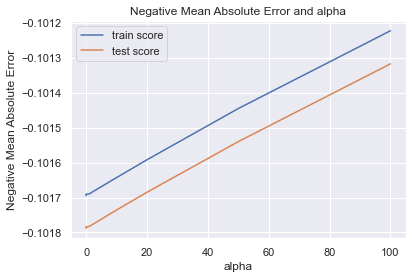 Negative Mean Absolute Error and alpha
train score
test score
Negative Mean Absolute Error
−0.1012
−0.1013
−0.1014
−0.1015
−0.1016
−0.1017
−0.1018
0 20 40 60 80 100
alpha